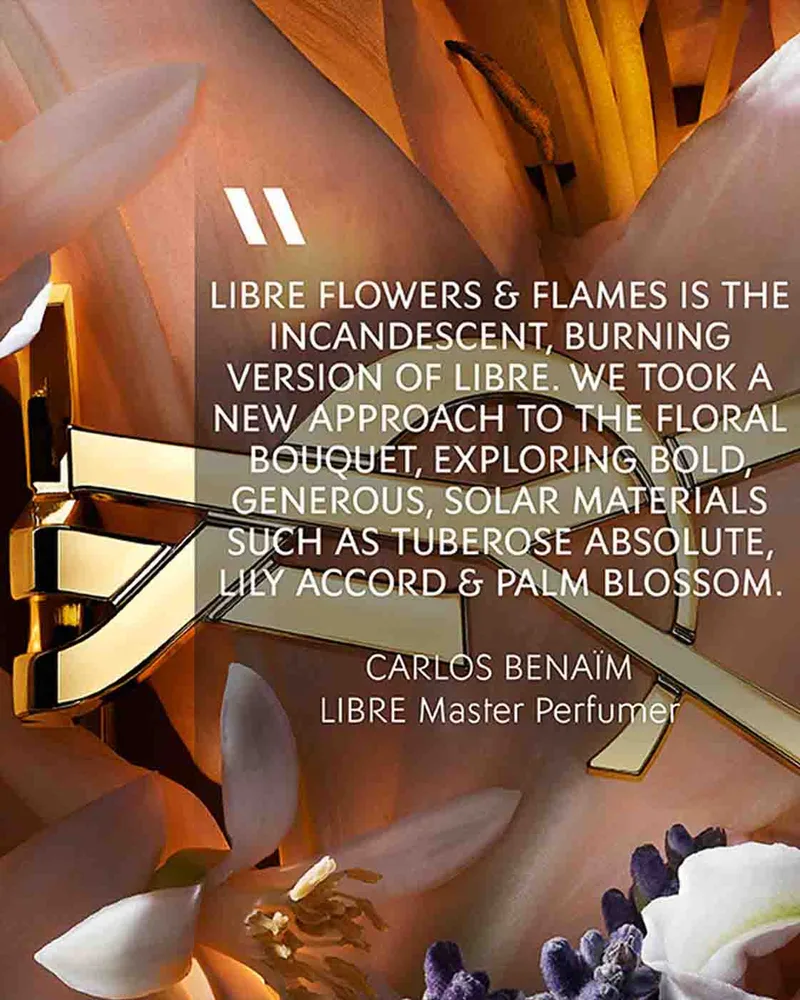 "
LIBRE FLOWERS & FLAMES IS THE
INCANDESCENT, BURNING
VERSION OF LIBRE. WE TOOK A
NEW APPROACH TO THE FLORAL
BOUQUET, EXPLORING BOLD,
GENEROUS, SOLAR MATERIALS
SUCH AS TUBEROSE ABSOLUTE,
LILY ACCORD & PALM BLOSSOM.
CARLOS BENAÏM
LIBRE Master Perfumer